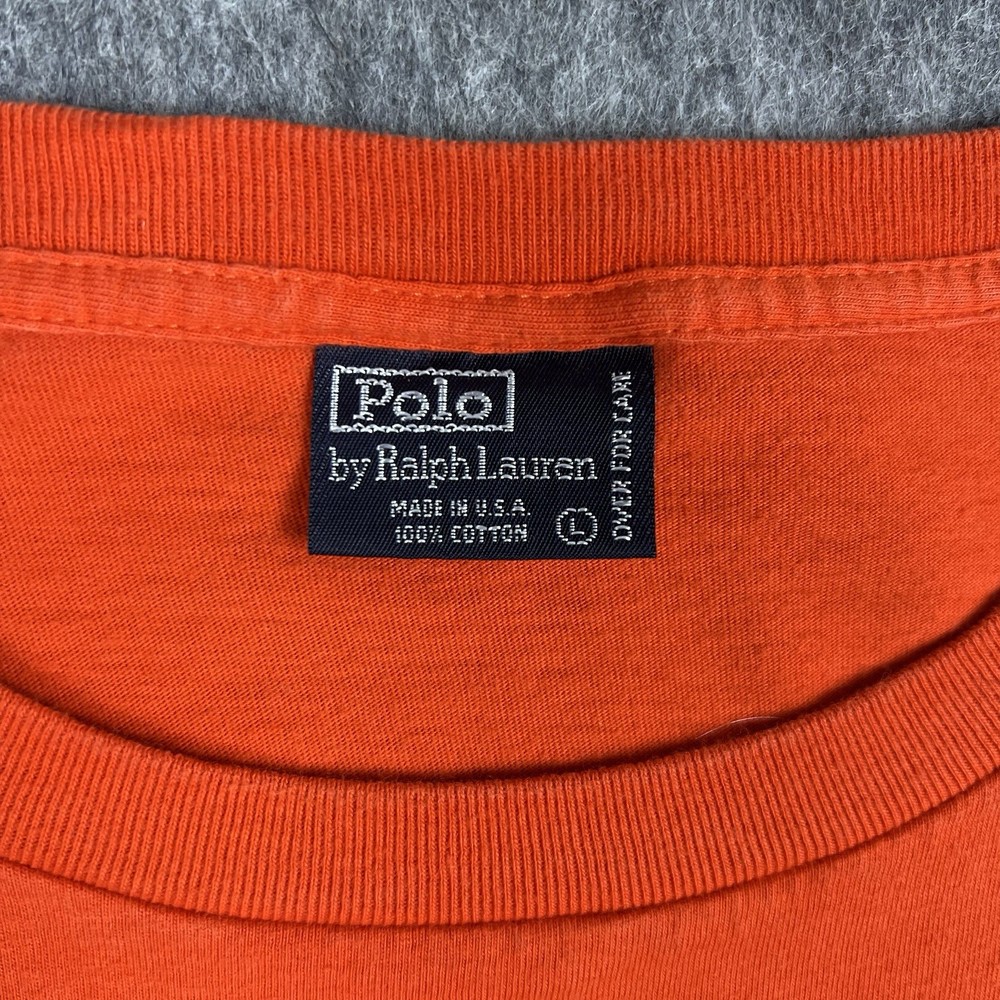 Polo
by Ralph Lauren
MADE IN U.S.A.
100% COTTON
L
OVER FOR CARE